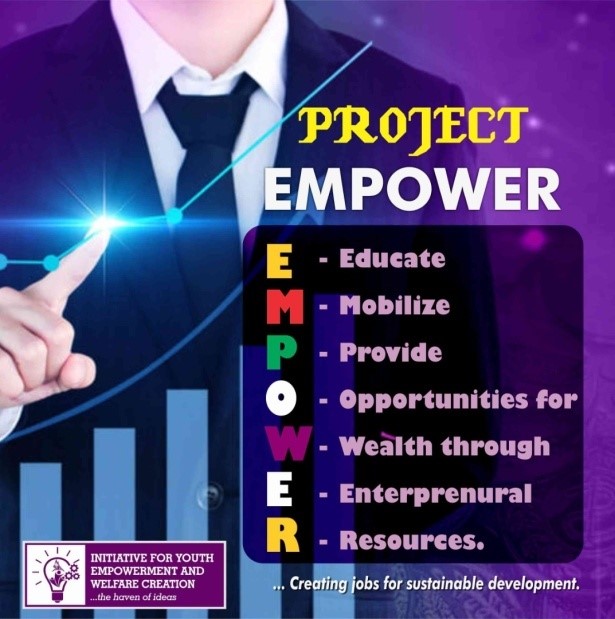 PROJECT
EMPOWER
E - Educate
M - Mobilize
P - Provide
O - Opportunities for
W - Wealth through
E - Enterprenural
R - Resources.
... Creating jobs for sustainable development.
INITIATIVE FOR YOUTH
EMPOWERMENT AND
WELFARE CREATION
...the haven of ideas